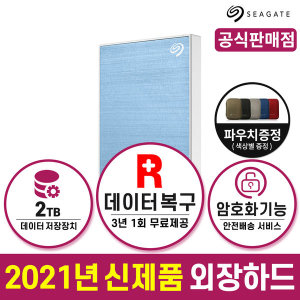 SEAGATE
공식판매점
파우치증정
(색상별 증정)
2TB
데이터 저장장치
R
데이터복구
3년 1회 무료제공
암호화기능
안전배송 서비스
2021년 신제품 외장하드